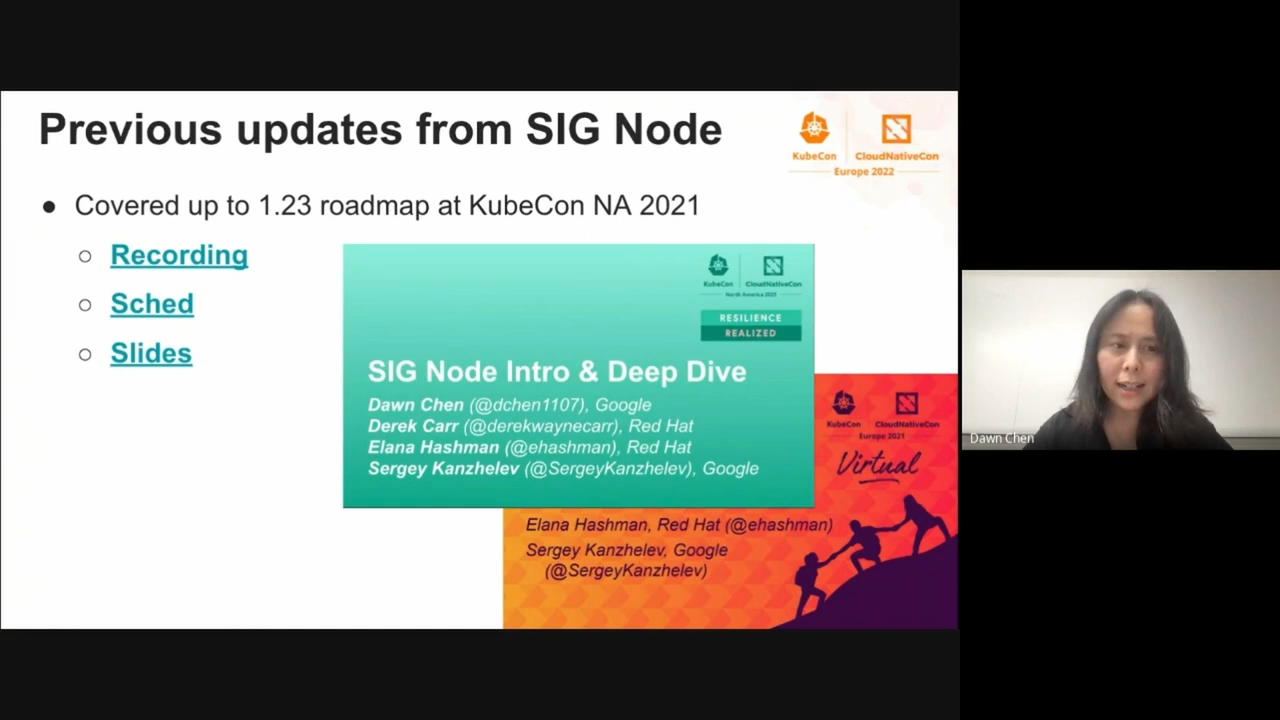 Previous updates from SIG Node
KubeCon
CloudNativeCon
Europe 2022
● Covered up to 1.23 roadmap at KubeCon NA 2021
○ Recording
○ Sched
○ Slides
KubeCon
CloudNativeCon
North America 2021
RESILIENCE
REALIZED
SIG Node Intro & Deep Dive
Dawn Chen (@dchen1107), Google
Derek Carr (@derekwaynecarr), Red Hat
Elana Hashman (@ehashman), Red Hat
Sergey Kanzhelev (@SergeyKanzhelev), Google
KubeCon
CloudNativeCon
Europe 2021
Virtual
Elana Hashman, Red Hat (@ehashman)
Sergey Kanzhelev, Google
(@SergeyKanzhelev)
Dawn Chen